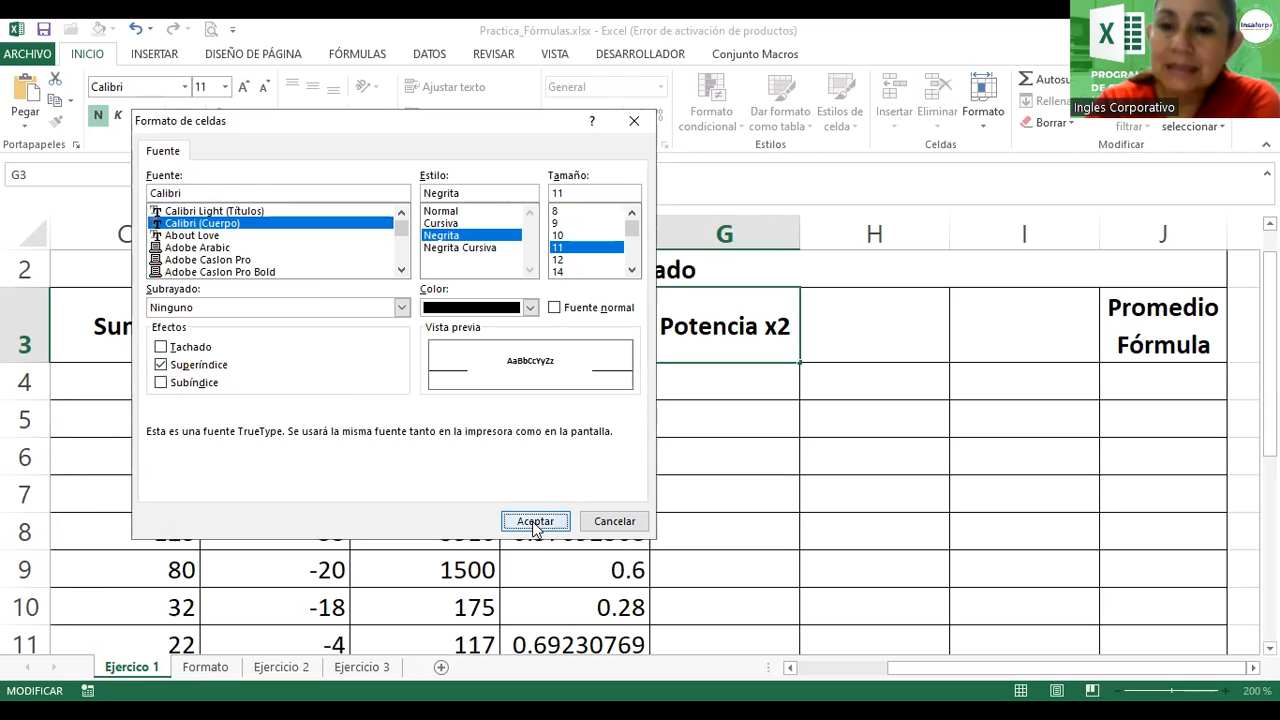 Practica_Fórmulas.xlsx - Excel (Error de activación de productos)
ARCHIVO INICIO INSERTAR DISEÑO DE PÁGINA FÓRMULAS DATOS REVISAR VISTA DESARROLLADOR Conjunto Macros
Insaforp
X
PROGRAM
DE C
Ingles Corporativo
Pegar
Calibri 11
N K
Ajustar texto
General
Formato condicional
Dar formato como tabla
Estilos de celda
Insertar Eliminar Formato
Autosu
Rellena
Borrar
filtrar seleccionar
Portapapeles Estilos Celdas Modificar
G3
Formato de celdas
?
Fuente
Fuente: Estilo: Tamaño:
Calibri Negrita 11
Calibri Light (Títulos) Normal 8
Calibri (Cuerpo) Cursiva 9
About Love Negrita 10
Adobe Arabic Negrita Cursiva 11
Adobe Caslon Pro 12
Adobe Caslon Pro Bold 14
Subrayado: Color:
Ninguno Fuente normal
Efectos Vista previa
Tachado
Superíndice AaBbCcYyZz
Subíndice
Esta es una fuente TrueType. Se usará la misma fuente tanto en la impresora como en la pantalla.
Aceptar Cancelar
C G H I J
2 ado
3 Sum Potencia x2 Promedio Fórmula
4
5
6
7
8
9 80 -20 1500 0.6
10 32 -18 175 0.28
11 22 -4 117 0.69230769
Ejercico 1 Formato Ejercicio 2 Ejercicio 3
MODIFICAR 200 %